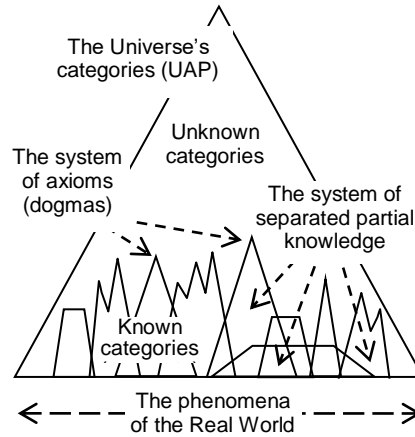 The Universe's
categories (UAP)
Unknown
categories
The system
of axioms
(dogmas)
The system of
separated partial
knowledge
Known
categories
The phenomena
of the Real World